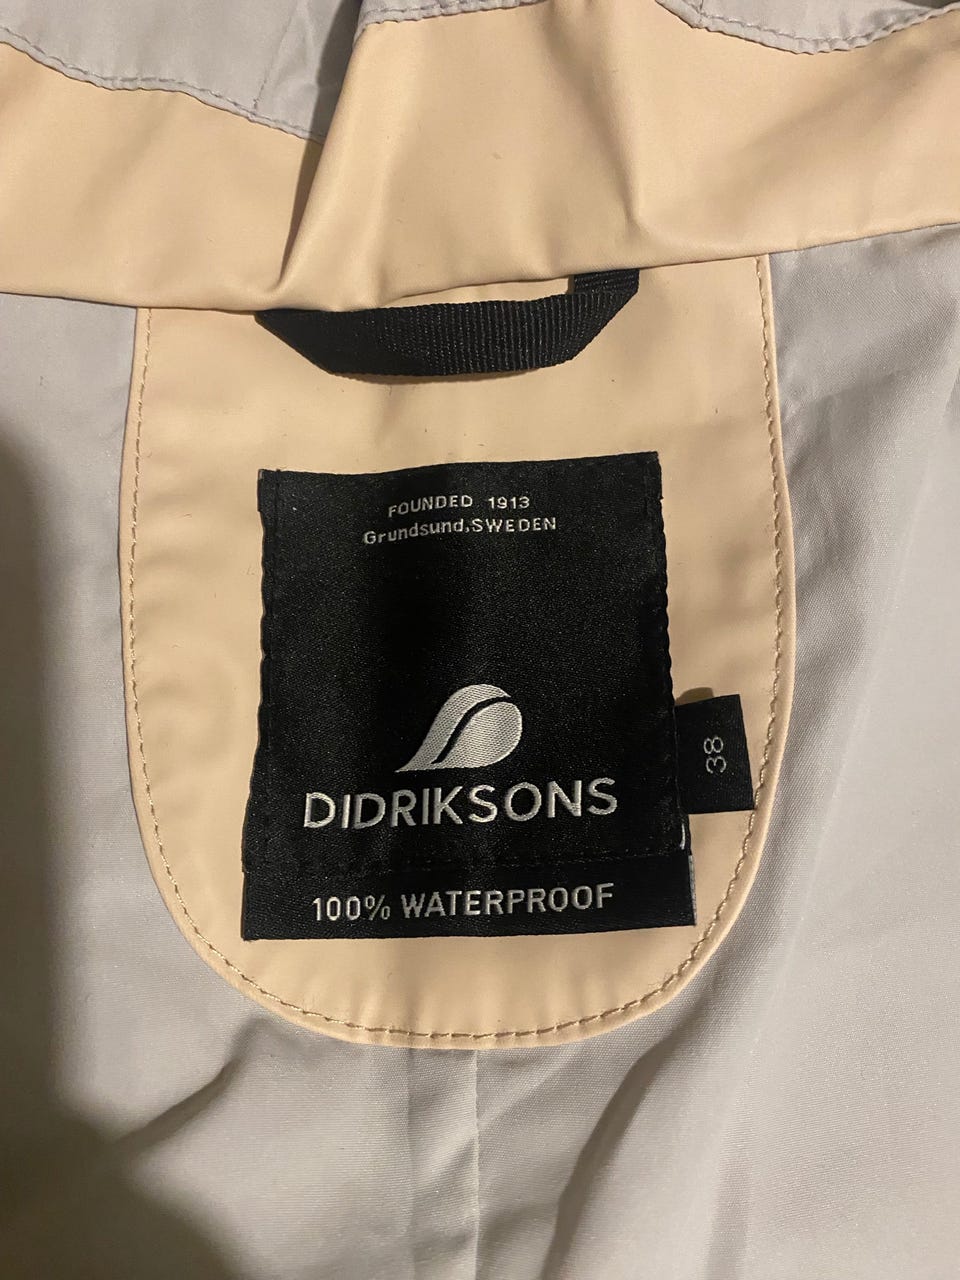 FOUNDED 1913
Grundsund,SWEDEN
DIDRIKSONS
38
100% WATERPROOF